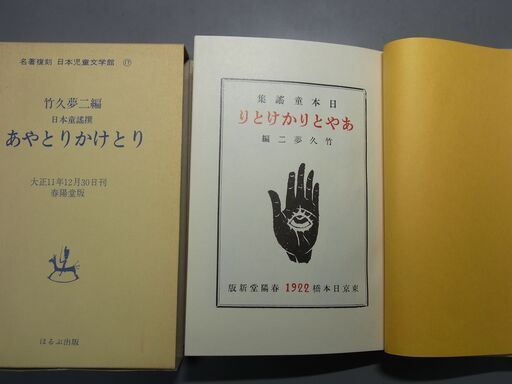 名著復刻 日本児童文学館 ⑰
竹久夢二編
日本童謡撰
あやとりかけとり
大正11年12月30日刊
春陽堂版
ほるぷ出版
日本童謠集
あやとりかけとり
竹久夢二編
東京日本橋 1922 春陽堂新版